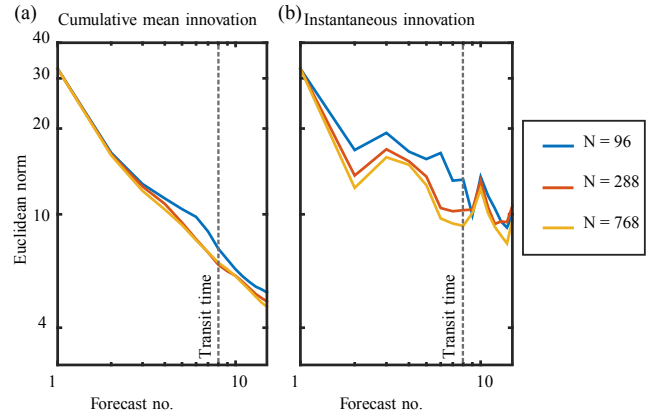 (a) Cumulative mean innovation
(b) Instantaneous innovation
40
30
20
10
4
Euclidean norm
Transit time
1
10
Forecast no.
Transit time
1
10
Forecast no.
N = 96
N = 288
N = 768